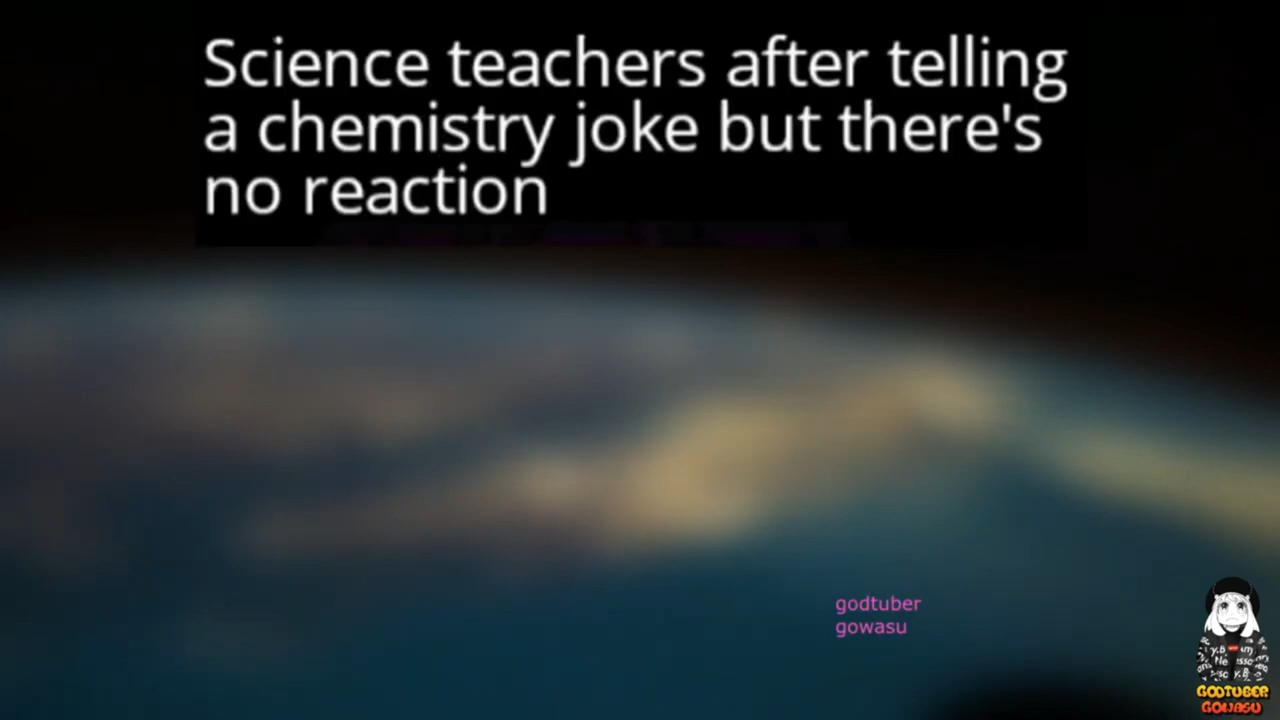 Science teachers after telling
a chemistry joke but there's
no reaction
godtuber
gowasu
GODTUBER
GOWASU